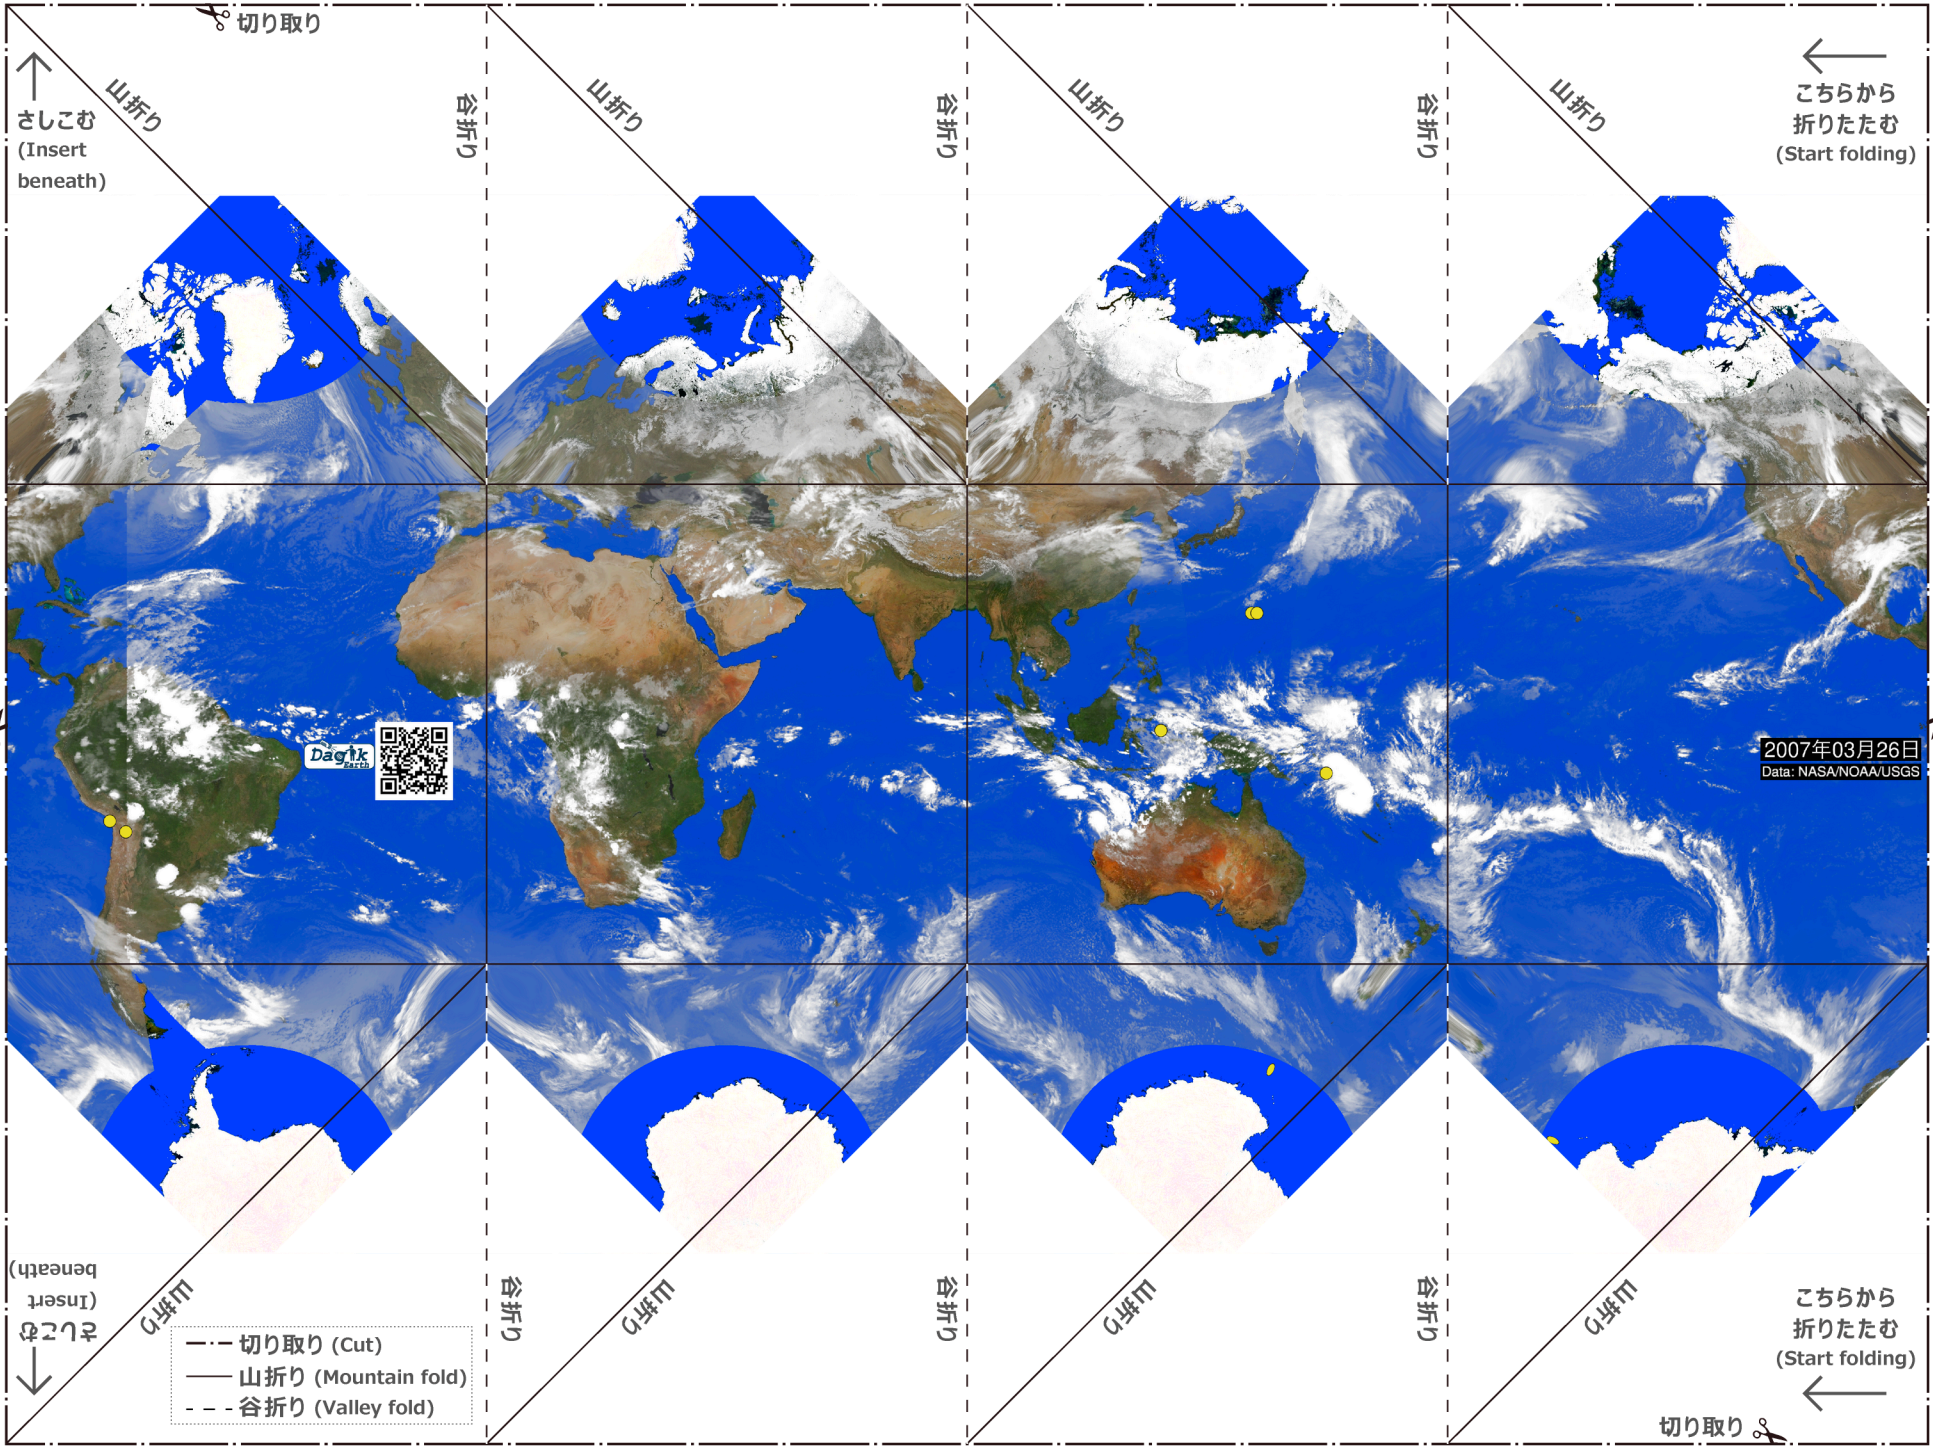 切り取り
山折り
谷折り
山折り
谷折り
山折り
谷折り
山折り
さしこむ
(Insert
beneath)
こちらから
折りたたむ
(Start folding)
Dagik
Earth
2007年03月26日
Data: NASA/NOAA/USGS
さしこむ
(Insert
beneath)
山折り
谷折り
山折り
谷折り
山折り
谷折り
山折り
こちらから
折りたたむ
(Start folding)
切り取り (Cut)
山折り (Mountain fold)
谷折り (Valley fold)
切り取り